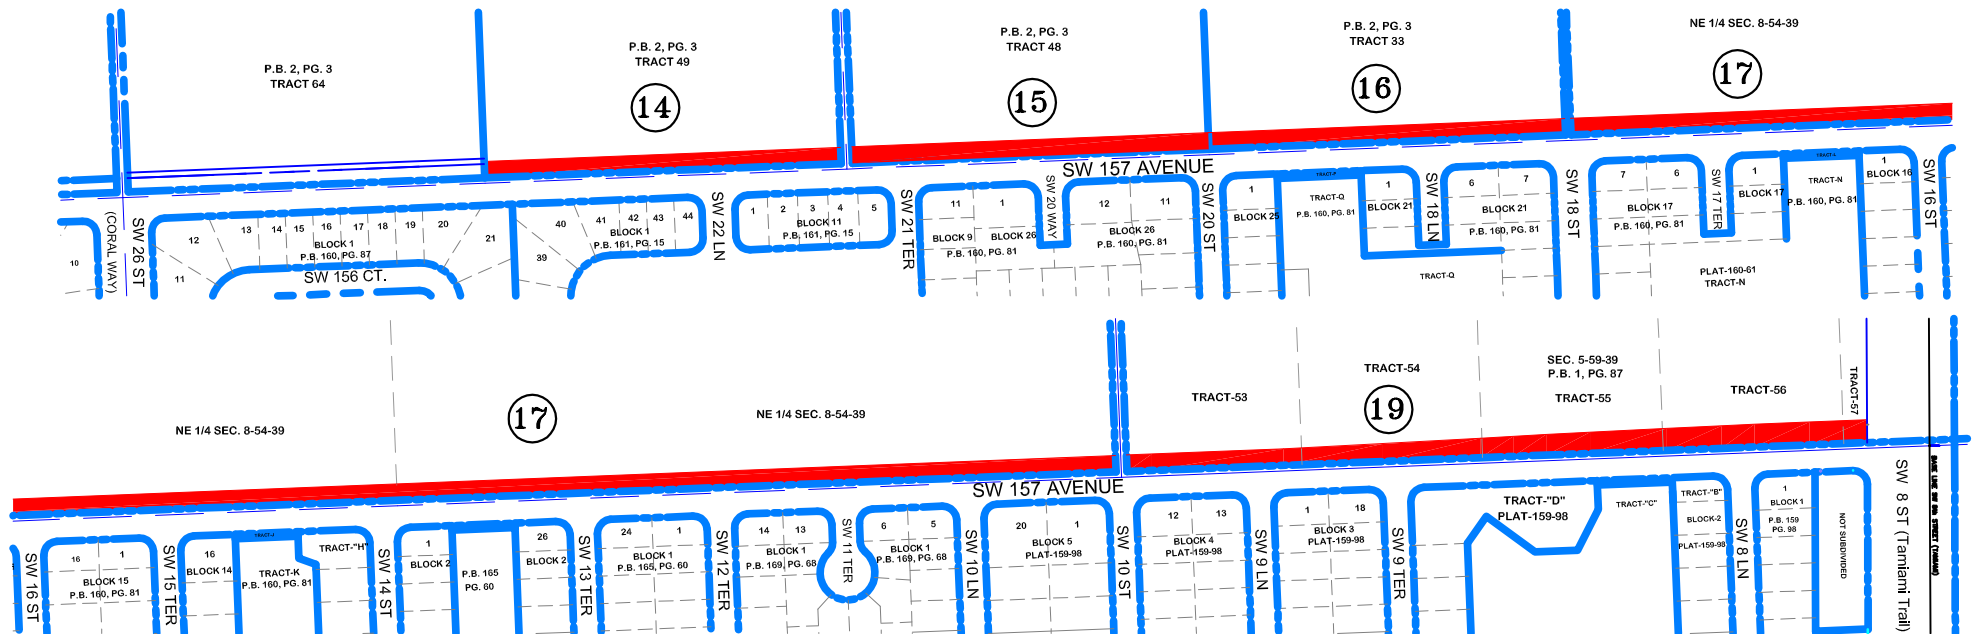 P.B. 2, PG. 3
TRACT 64
P.B. 2, PG. 3
TRACT 49
14
P.B. 2, PG. 3
TRACT 48
15
P.B. 2, PG. 3
TRACT 33
16
NE 1/4 SEC. 8-54-39
17
SW 157 AVENUE
10
(CORAL WAY)
SW 26 ST
12
11
13
14
15
16
17
18
19
20
21
BLOCK 1
P.B. 160, PG. 87
SW 156 CT.
40
39
41
42
43
44
BLOCK 1
P.B. 161, PG. 15
SW 22 LN
1
2
3
4
5
BLOCK 11
P.B. 161, PG. 15
SW 21 TER
11
1
BLOCK 9
BLOCK 26
P.B. 160, PG. 81
SW 20 WAY
12
11
BLOCK 26
P.B. 160, PG. 81
SW 20 ST
1
BLOCK 25
TRACT-P
TRACT-Q
P.B. 160, PG. 81
1
BLOCK 21
SW 18 LN
6
7
BLOCK 21
P.B. 160, PG. 81
TRACT-Q
SW 18 ST
7
6
BLOCK 17
P.B. 160, PG. 81
SW 17 TER
1
BLOCK 17
TRACT-L
TRACT-N
P.B. 160, PG. 81
PLAT-160-61
TRACT-N
1
BLOCK 16
SW 16 ST
NE 1/4 SEC. 8-54-39
17
NE 1/4 SEC. 8-54-39
TRACT-53
TRACT-54
19
SEC. 5-59-39
P.B. 1, PG. 87
TRACT-55
TRACT-56
TRACT-57
SW 157 AVENUE
SW 16 ST
16
1
BLOCK 15
P.B. 160, PG. 81
SW 15 TER
16
BLOCK 14
TRACT-J
TRACT-K
P.B. 160, PG. 81
TRACT-"H"
SW 14 ST
1
BLOCK 2
P.B. 165
PG. 60
26
BLOCK 2
SW 13 TER
24
1
BLOCK 1
P.B. 165, PG. 60
SW 12 TER
14
13
BLOCK 1
P.B. 169, PG. 68
SW 11 TER
6
5
BLOCK 1
P.B. 169, PG. 68
SW 10 LN
20
1
BLOCK 5
PLAT-159-98
SW 10 ST
12
13
BLOCK 4
PLAT-159-98
SW 9 LN
1
18
BLOCK 3
PLAT-159-98
SW 9 TER
TRACT-"D"
PLAT-159-98
TRACT-"C"
TRACT-"B"
BLOCK-2
PLAT-159-98
SW 8 LN
1
BLOCK 1
P.B. 159
PG. 98
NOT SUBDIVIDED
SW 8 ST (Tamiami Trail)